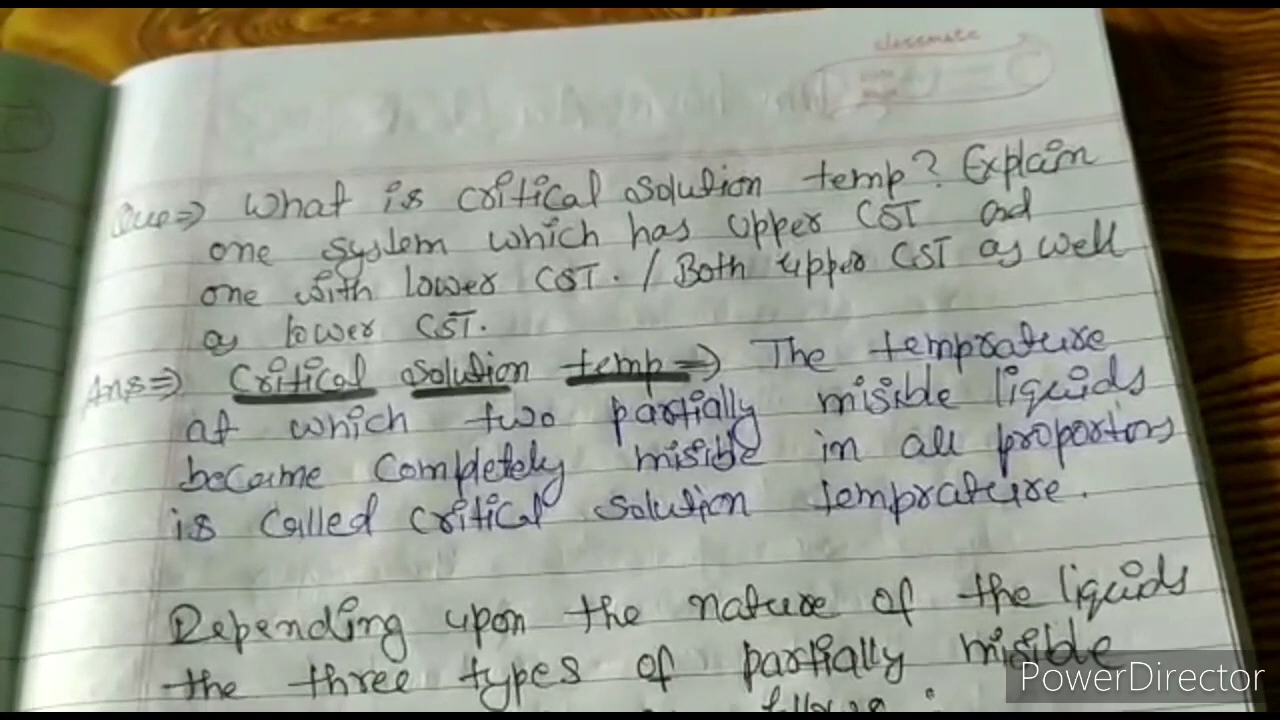 classmate
Que⇒ What is critical solution temp? Explain
one system which has upper CST and
one with lower CST. / Both upper CST as well
as lower CST.
Ans⇒ Critical solution temp⇒ The temprature
at which two partially misible liquids
became completely misible in all proportions
is called critical solution temprature.
Depending upon the nature of the liquids
the three types of partially misible
PowerDirector